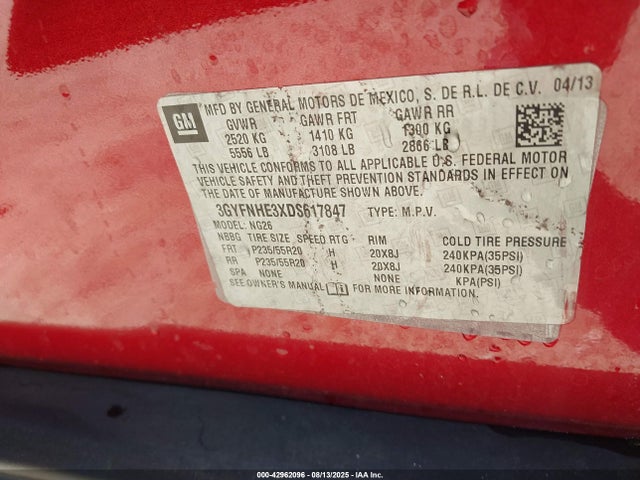 GM
MFD BY GENERAL MOTORS DE MEXICO, S. DE R.L. DE C.V. 04/13
GVWR GAWR FRT GAWR RR
2520 KG 1410 KG 1300 KG
5556 LB 3108 LB 2866 LB
THIS VEHICLE CONFORMS TO ALL APPLICABLE U.S. FEDERAL MOTOR
VEHICLE SAFETY AND THEFT PREVENTION STANDARDS IN EFFECT ON
THE DATE OF MANUFACTURE SHOWN ABOVE.
3GYFNHE3XDS617847 TYPE: M.P.V.
MODEL: NG26
NBBG TIRE SIZE SPEED RTG RIM COLD TIRE PRESSURE
FRT P235/55R20 H 20X8J 240KPA(35PSI)
RR P235/55R20 H 20X8J 240KPA(35PSI)
SPA NONE NONE KPA(PSI)
SEE OWNER'S MANUAL FOR MORE INFORMATION.
000-42962096 - 08/13/2025 - IAA Inc.